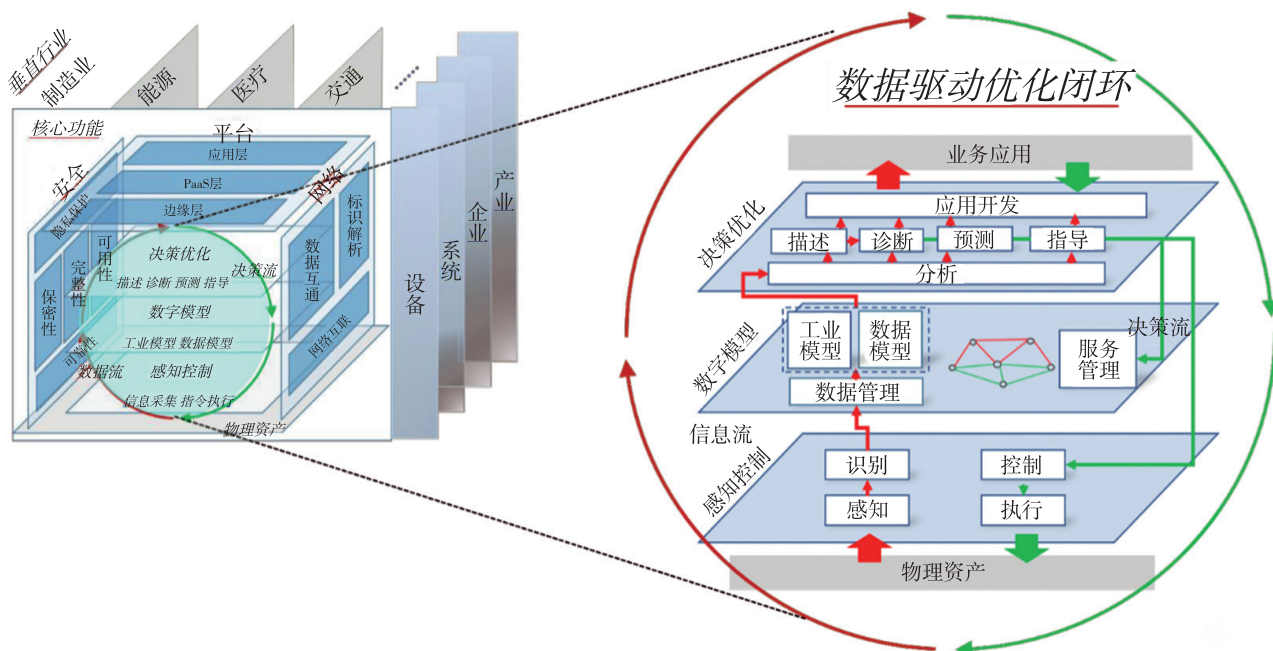 垂直行业
制造业
能源
医疗
交通
核心功能
平台
应用层
PaaS层
边缘层
安全
隐私保护
可用性
完整性
保密性
可靠性
网络
标识解析
数据互通
网络互联
决策优化
决策流
描述 诊断 预测 指导
数字模型
工业模型 数据模型
数据流
感知控制
信息采集 指令执行
物理资产
设备
系统
企业
产业
数据驱动优化闭环
业务应用
决策优化
应用开发
描述
诊断
预测
指导
分析
数字模型
工业
模型
数据
模型
决策流
服务
管理
数据管理
信息流
感知控制
识别
控制
感知
执行
物理资产